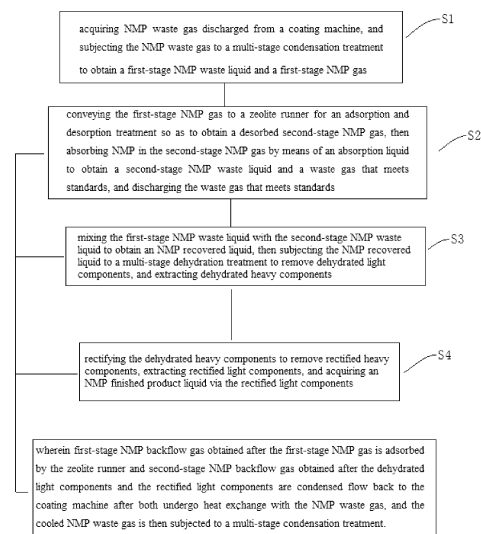 acquiring NMP waste gas discharged from a coating machine, and
subjecting the NMP waste gas to a multi-stage condensation treatment
to obtain a first-stage NMP waste liquid and a first-stage NMP gas
S1
conveying the first-stage NMP gas to a zeolite runner for an adsorption and
desorption treatment so as to obtain a desorbed second-stage NMP gas, then
absorbing NMP in the second-stage NMP gas by means of an absorption liquid
to obtain a second-stage NMP waste liquid and a waste gas that meets
standards, and discharging the waste gas that meets standards
S2
mixing the first-stage NMP waste liquid with the second-stage NMP waste
liquid to obtain an NMP recovered liquid, then subjecting the NMP recovered
liquid to a multi-stage dehydration treatment to remove dehydrated light
components, and extracting dehydrated heavy components
S3
rectifying the dehydrated heavy components to remove rectified heavy
components, extracting rectified light components, and acquiring an
NMP finished product liquid via the rectified light components
S4
wherein first-stage NMP backflow gas obtained after the first-stage NMP gas is adsorbed
by the zeolite runner and second-stage NMP backflow gas obtained after the dehydrated
light components and the rectified light components are condensed flow back to the
coating machine after both undergo heat exchange with the NMP waste gas, and the
cooled NMP waste gas is then subjected to a multi-stage condensation treatment.